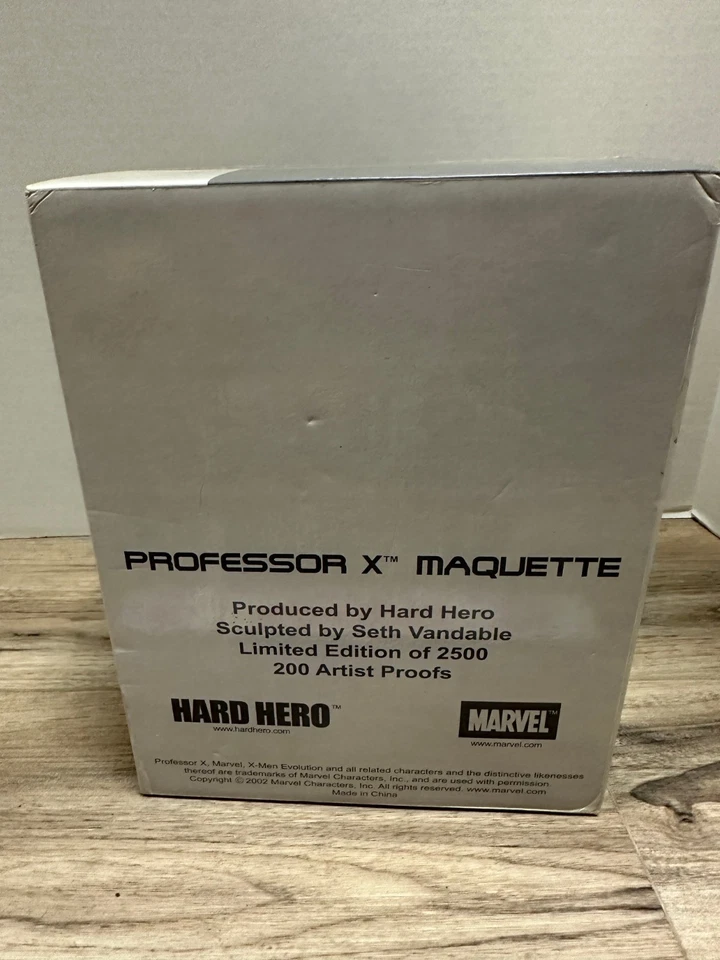 PROFESSOR X™ MAQUETTE
Produced by Hard Hero
Sculpted by Seth Vandable
Limited Edition of 2500
200 Artist Proofs
HARD HERO™
www.hardhero.com
MARVEL™
www.marvel.com
Professor X, Marvel, X-Men Evolution and all related characters and the distinctive likenesses
thereof are trademarks of Marvel Characters, Inc., and are used with permission.
Copyright © 2002 Marvel Characters, Inc. All rights reserved. www.marvel.com
Made in China